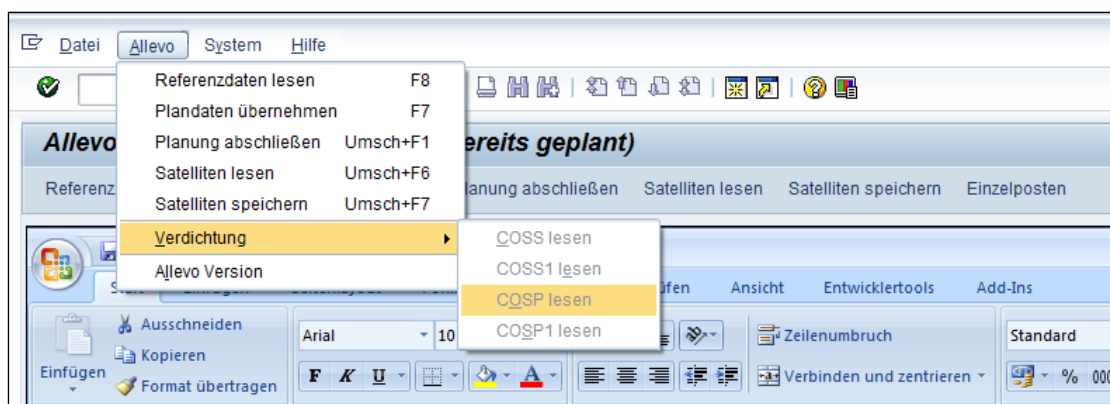 Datei Allevo System Hilfe
Referenzdaten lesen F8
Plandaten übernehmen F7
Allevo ereits geplant)
Planung abschließen Umsch+F1
Satelliten lesen Umsch+F6
Referenz lanung abschließen Satelliten lesen Satelliten speichern Einzelposten
Satelliten speichern Umsch+F7
Verdichtung COSS lesen
Allevo Version COSS1 lesen
üfen Ansicht Entwicklertools Add-Ins
COSP lesen
Ausschneiden Arial 10 COSP1 lesen Zeilenumbruch Standard
Kopieren
Einfügen Format übertragen F K U A Verbinden und zentrieren % 000